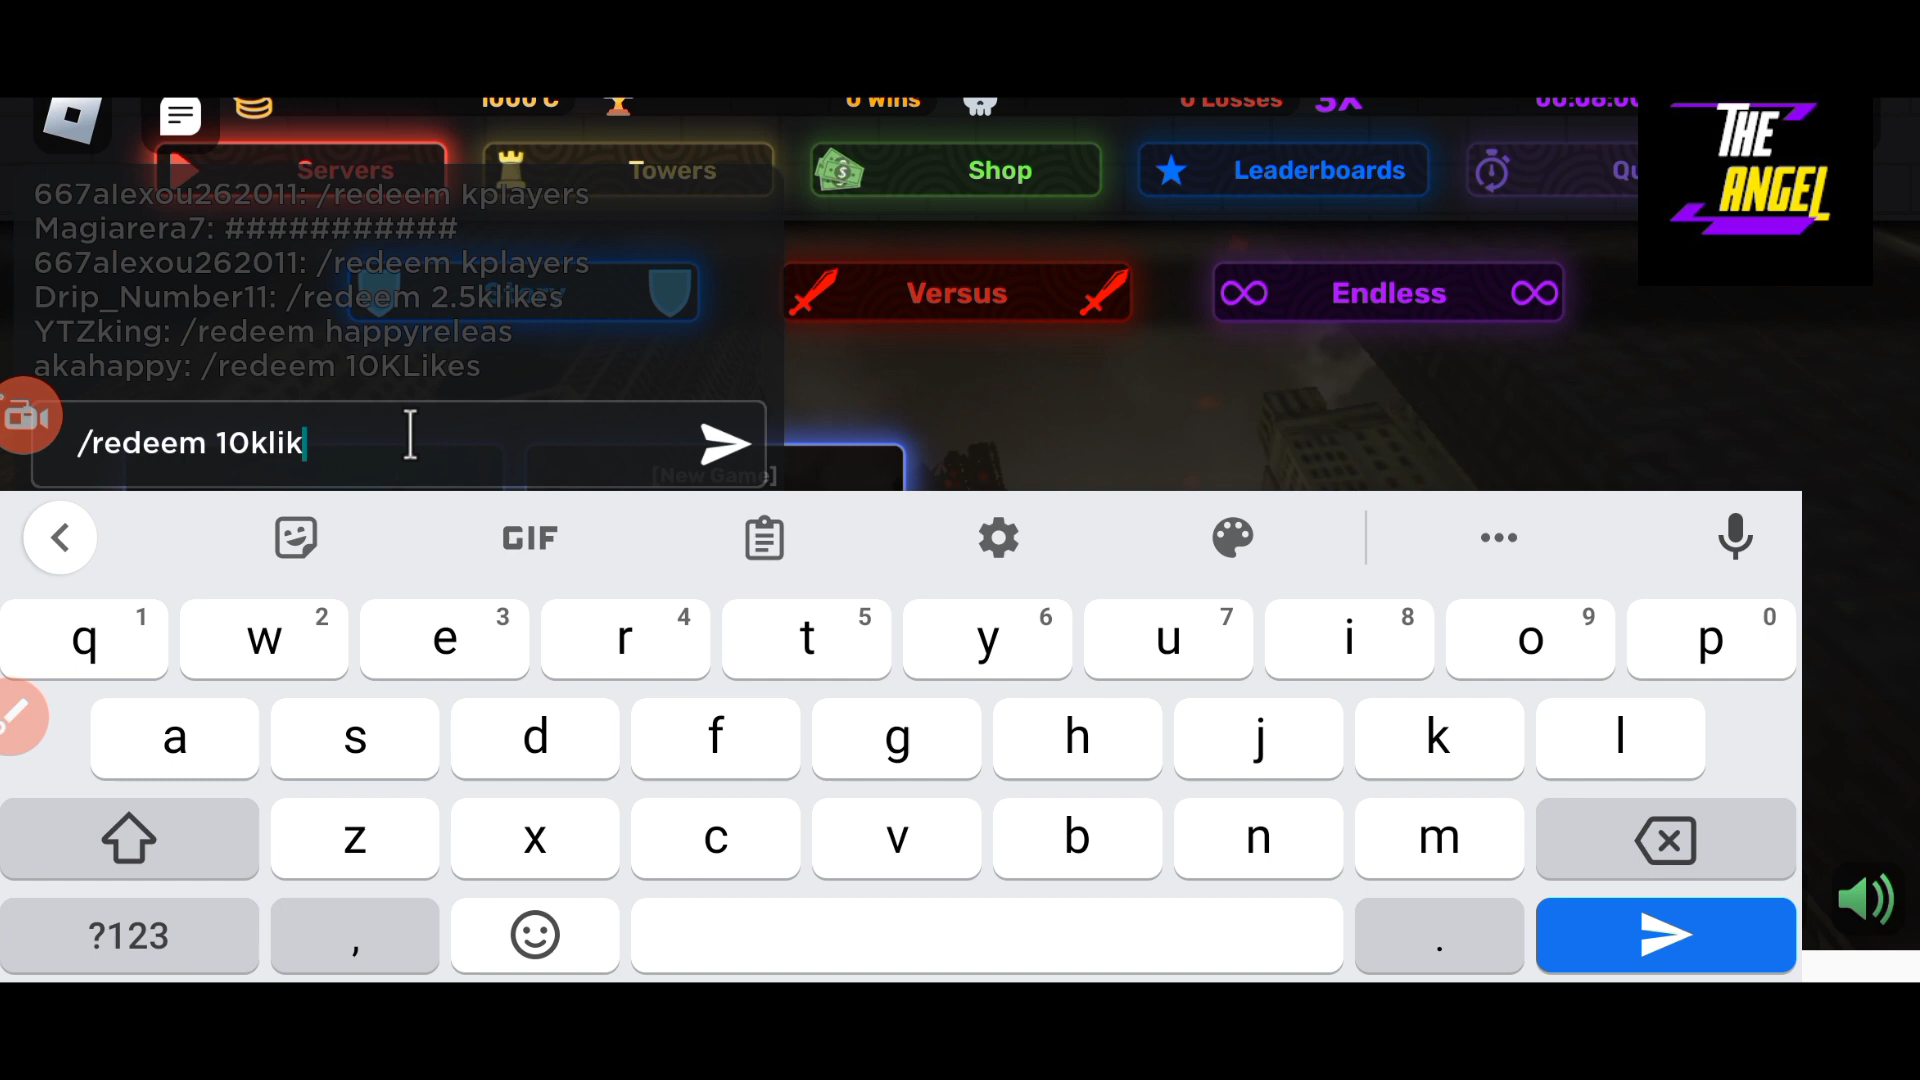 1000 C
0 Wins
0 Losses
3X
Servers
Towers
Shop
Leaderboards
Qu
THE
ANGEL
667alexou262011: /redeem kplayers
Magiarera7: ###########
667alexou262011: /redeem kplayers
Drip_Number11: /redeem 2.5klikes
YTZking: /redeem happyreleas
akahappy: /redeem 10KLikes
Versus
Endless
/redeem 10klik
[New Game]
GIF
q 1 w 2 e 3 r 4 t 5 y 6 u 7 i 8 o 9 p 0
a s d f g h j k l
z x c v b n m
?123 , .